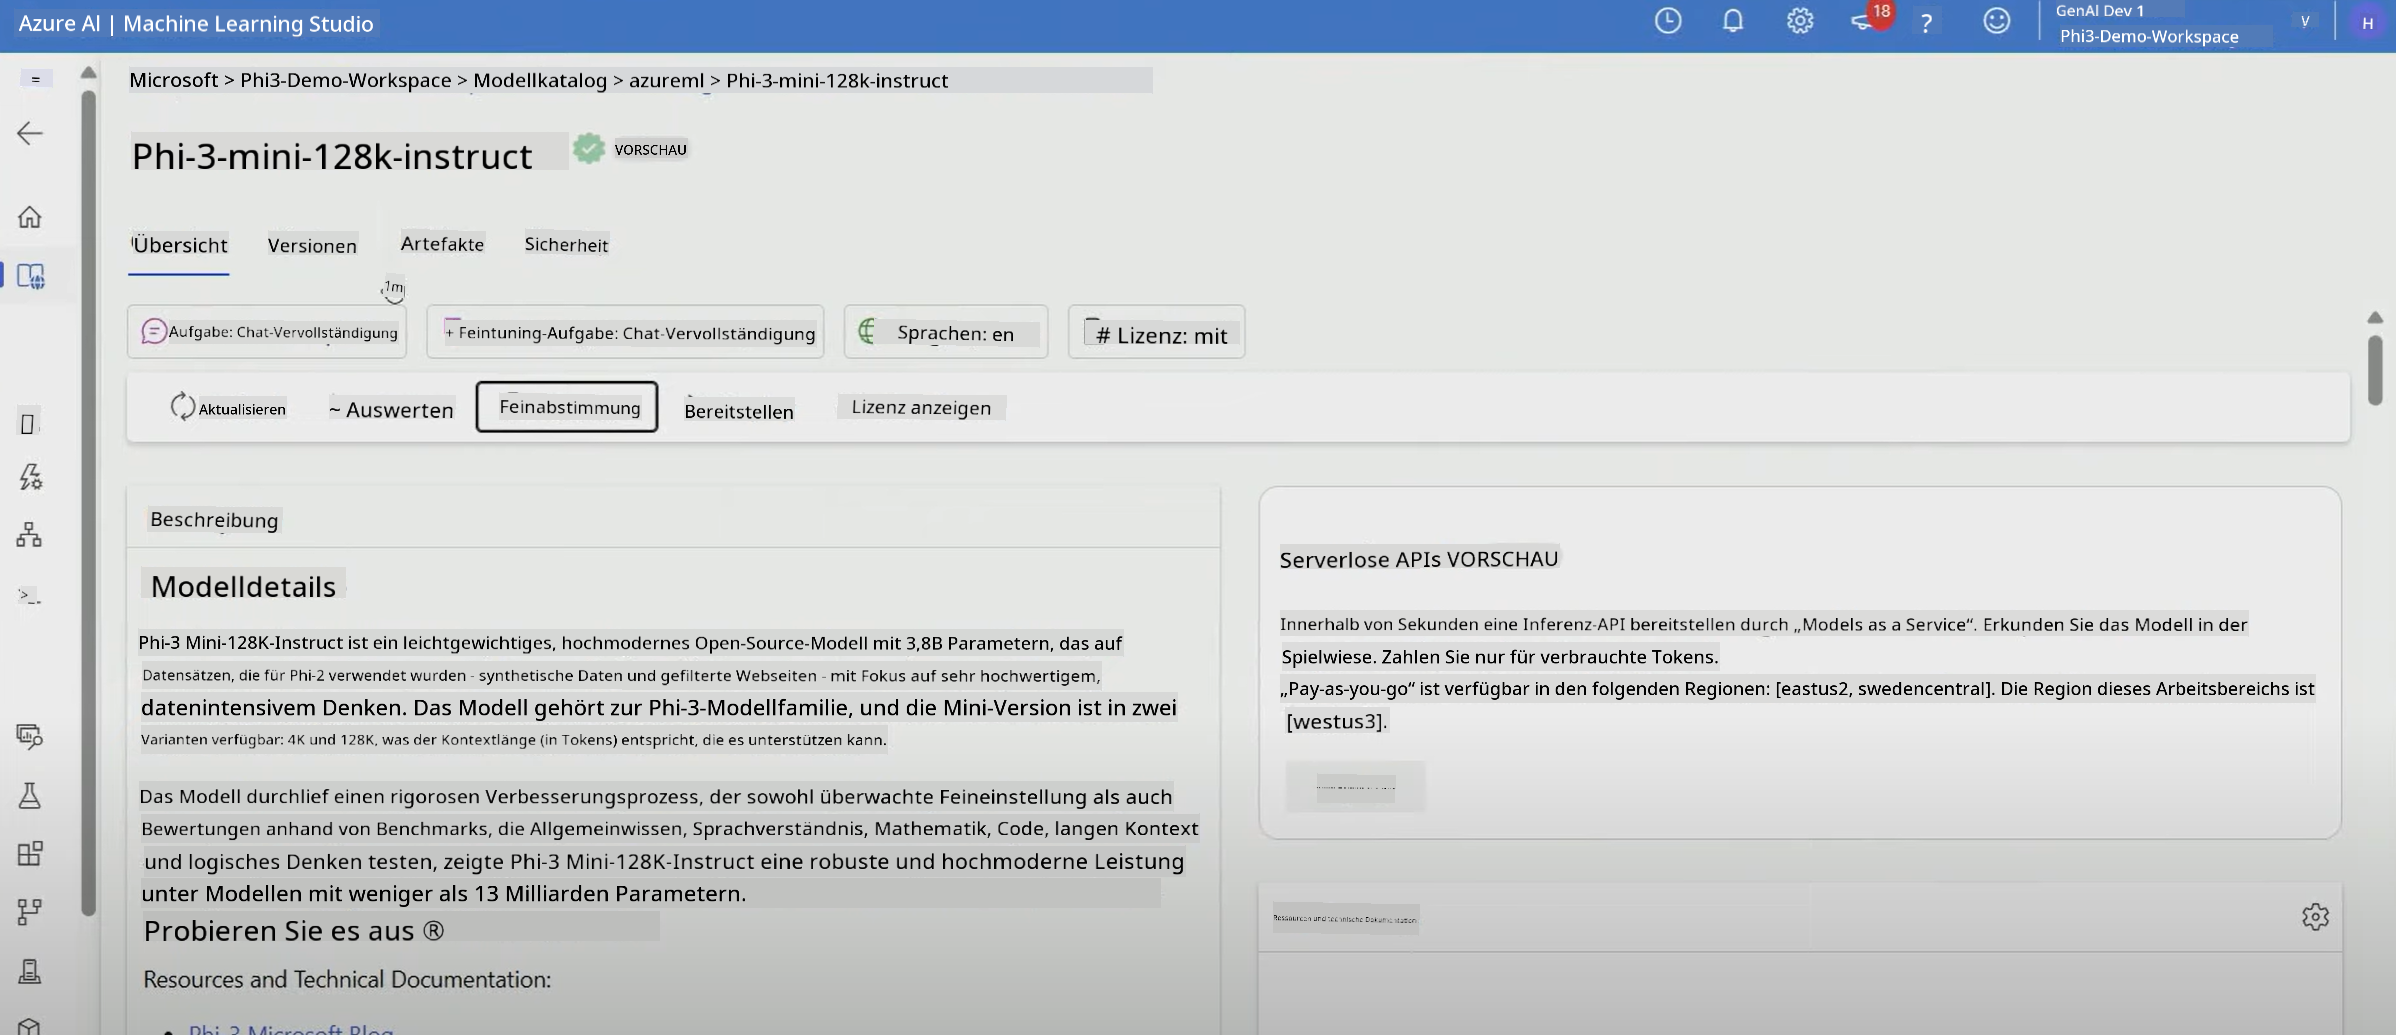 Azure AI | Machine Learning Studio
18
?
GenAI Dev 1
Phi3-Demo-Workspace
V
H
=
Microsoft > Phi3-Demo-Workspace > Modellkatalog > azureml > Phi-3-mini-128k-instruct
Phi-3-mini-128k-instruct
VORSCHAU
Übersicht
Versionen
Artefakte
Sicherheit
1m
Aufgabe: Chat-Vervollständigung
+ Feintuning-Aufgabe: Chat-Vervollständigung
Sprachen: en
# Lizenz: mit
Aktualisieren
~ Auswerten
Feinabstimmung
Bereitstellen
Lizenz anzeigen
Beschreibung
Modelldetails
Phi-3 Mini-128K-Instruct ist ein leichtgewichtiges, hochmodernes Open-Source-Modell mit 3,8B Parametern, das auf
Datensätzen, die für Phi-2 verwendet wurden - synthetische Daten und gefilterte Webseiten - mit Fokus auf sehr hochwertigem,
datenintensivem Denken. Das Modell gehört zur Phi-3-Modellfamilie, und die Mini-Version ist in zwei
Varianten verfügbar: 4K und 128K, was der Kontextlänge (in Tokens) entspricht, die es unterstützen kann.
Das Modell durchlief einen rigorosen Verbesserungsprozess, der sowohl überwachte Feineinstellung als auch
Bewertungen anhand von Benchmarks, die Allgemeinwissen, Sprachverständnis, Mathematik, Code, langen Kontext
und logisches Denken testen, zeigte Phi-3 Mini-128K-Instruct eine robuste und hochmoderne Leistung
unter Modellen mit weniger als 13 Milliarden Parametern.
Probieren Sie es aus ®
Resources and Technical Documentation:
• Phi-3 Microsoft Blog
Serverlose APIs VORSCHAU
Innerhalb von Sekunden eine Inferenz-API bereitstellen durch „Models as a Service“. Erkunden Sie das Modell in der
Spielwiese. Zahlen Sie nur für verbrauchte Tokens.
„Pay-as-you-go“ ist verfügbar in den folgenden Regionen: [eastus2, swedencentral]. Die Region dieses Arbeitsbereichs ist
[westus3].
Ressourcen und technische Dokumentation